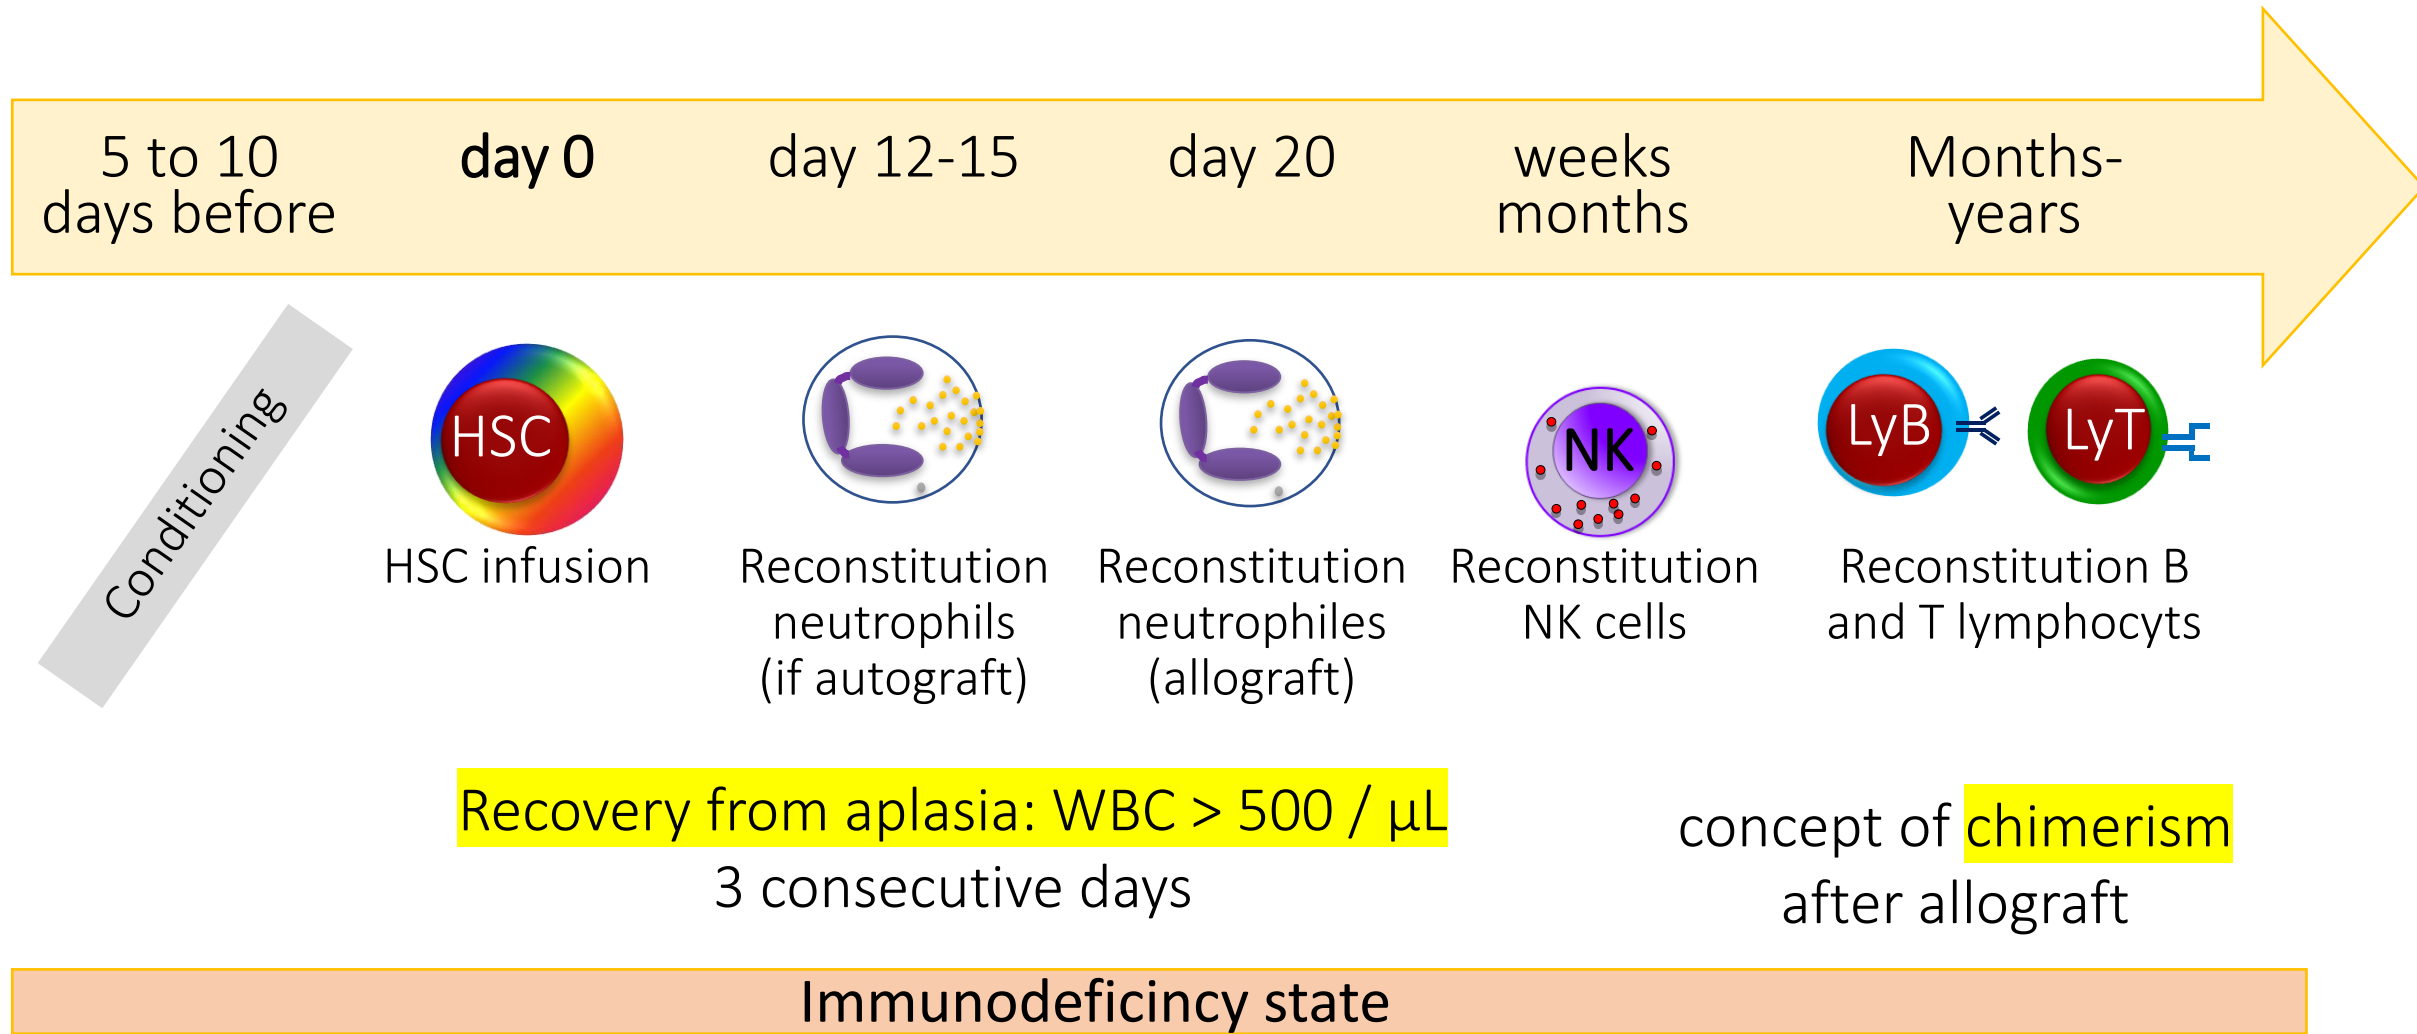 5 to 10
days before
day 0
day 12-15
day 20
weeks
months
Months-
years
Conditioning
HSC
NK
LyB
LyT
HSC infusion
Reconstitution
neutrophils
(if autograft)
Reconstitution
neutrophiles
(allograft)
Reconstitution
NK cells
Reconstitution B
and T lymphocyts
Recovery from aplasia: WBC > 500 / µL
3 consecutive days
concept of chimerism
after allograft
Immunodeficincy state